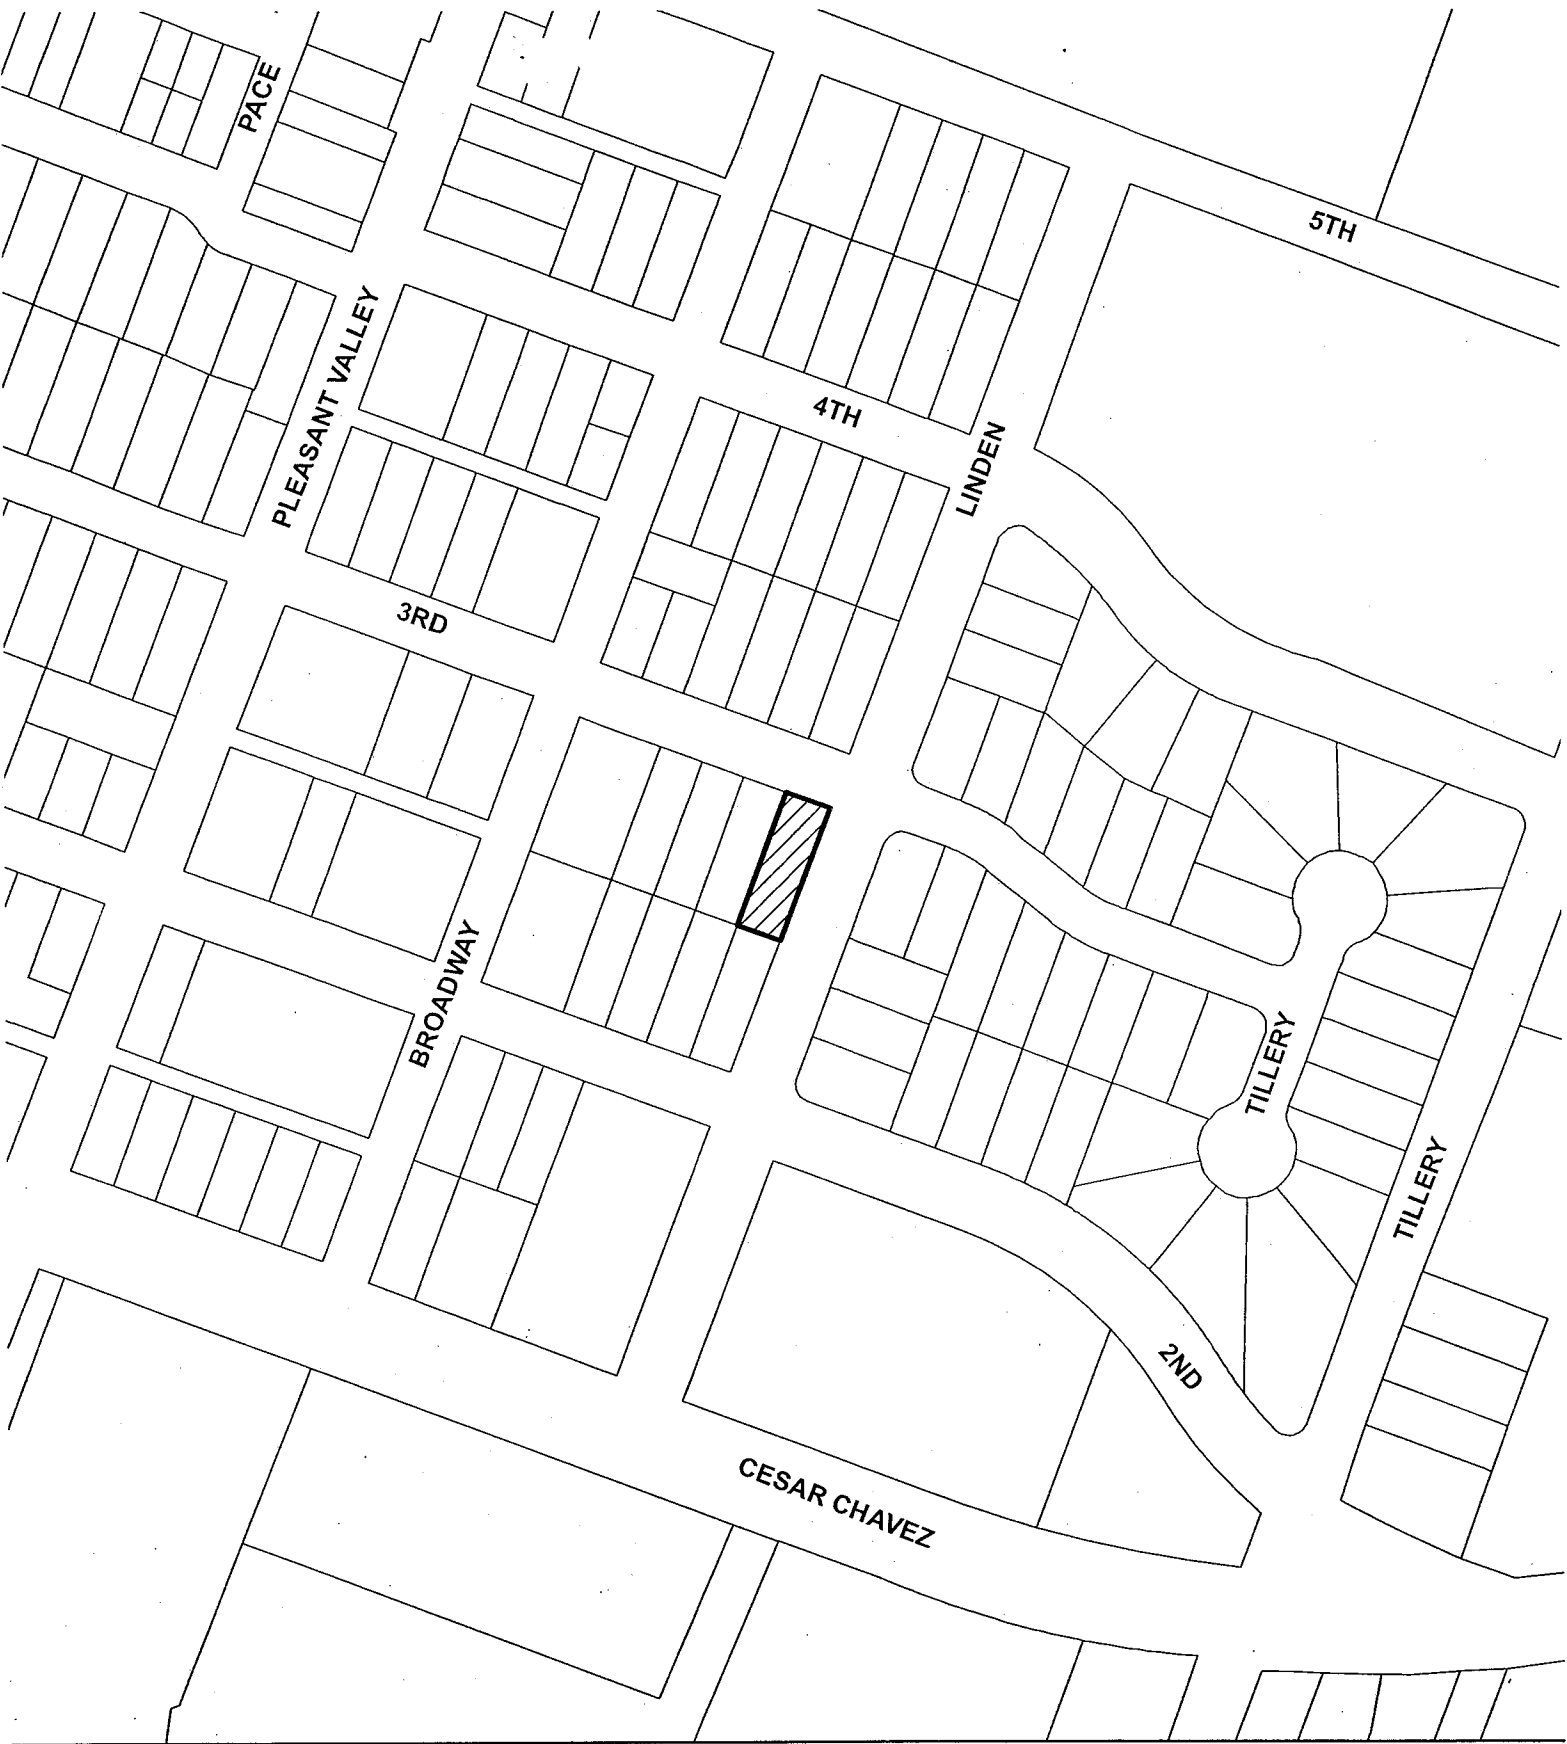 PACE
5TH
PLEASANT VALLEY
4TH
LINDEN
3RD
BROADWAY
TILLERY
TILLERY
2ND
CESAR CHAVEZ